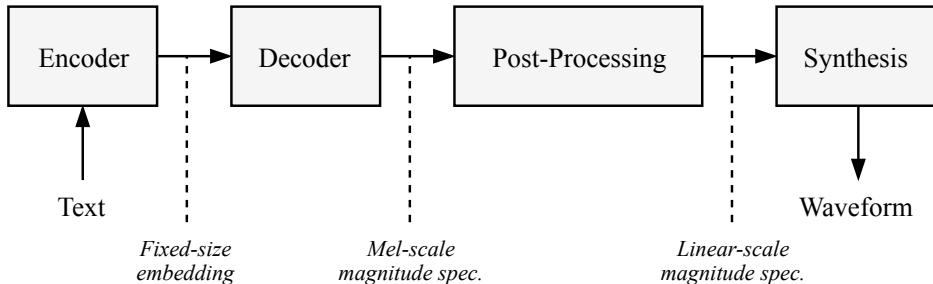 Encoder
Decoder
Post-Processing
Synthesis
Text
Waveform
Fixed-size
embedding
Mel-scale
magnitude spec.
Linear-scale
magnitude spec.